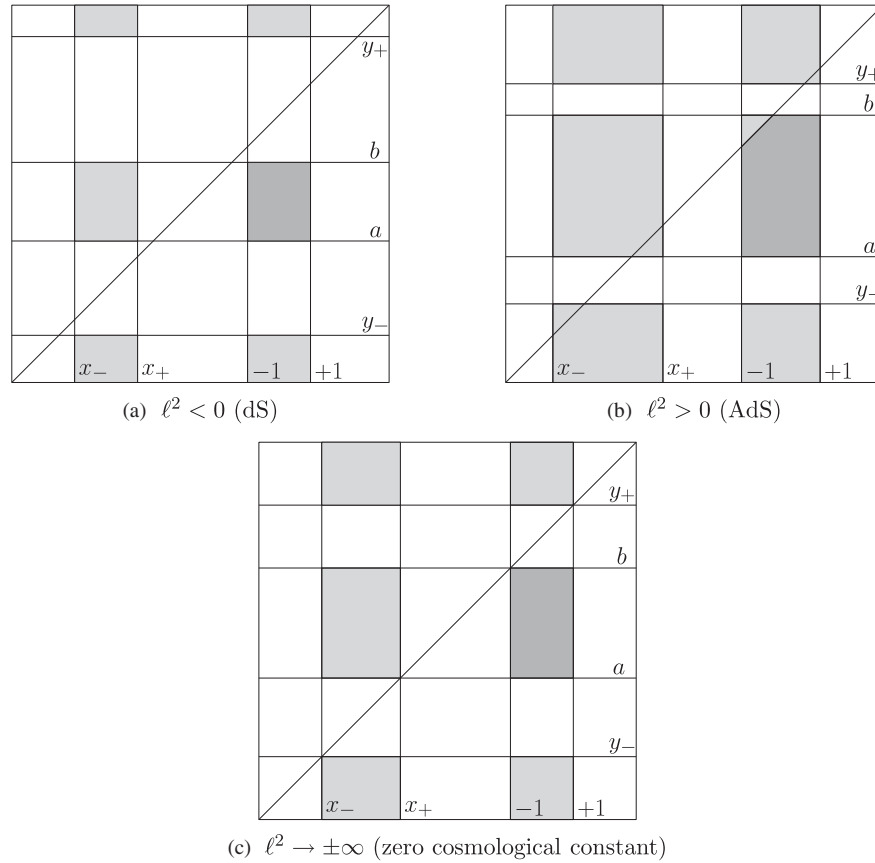 y₊
b
a
y₋
x₋ x₊ −1 +1
(a) ℓ² < 0 (dS)
y₊
b
a
y₋
x₋ x₊ −1 +1
(b) ℓ² > 0 (AdS)
y₊
b
a
y₋
x₋ x₊ −1 +1
(c) ℓ² → ±∞ (zero cosmological constant)